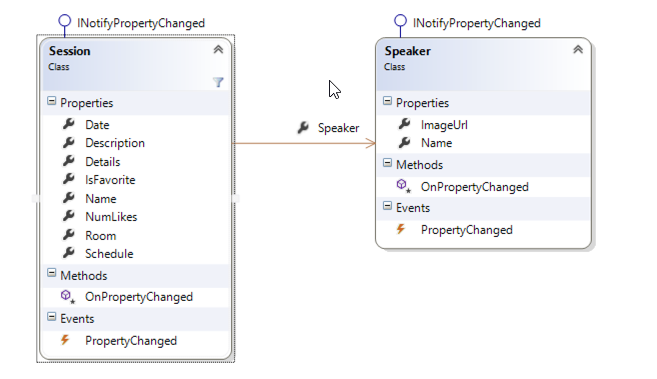 INotifyPropertyChanged
Session
Class
Properties
Date
Description
Details
IsFavorite
Name
NumLikes
Room
Schedule
Methods
OnPropertyChanged
Events
PropertyChanged
Speaker
INotifyPropertyChanged
Speaker
Class
Properties
ImageUrl
Name
Methods
OnPropertyChanged
Events
PropertyChanged